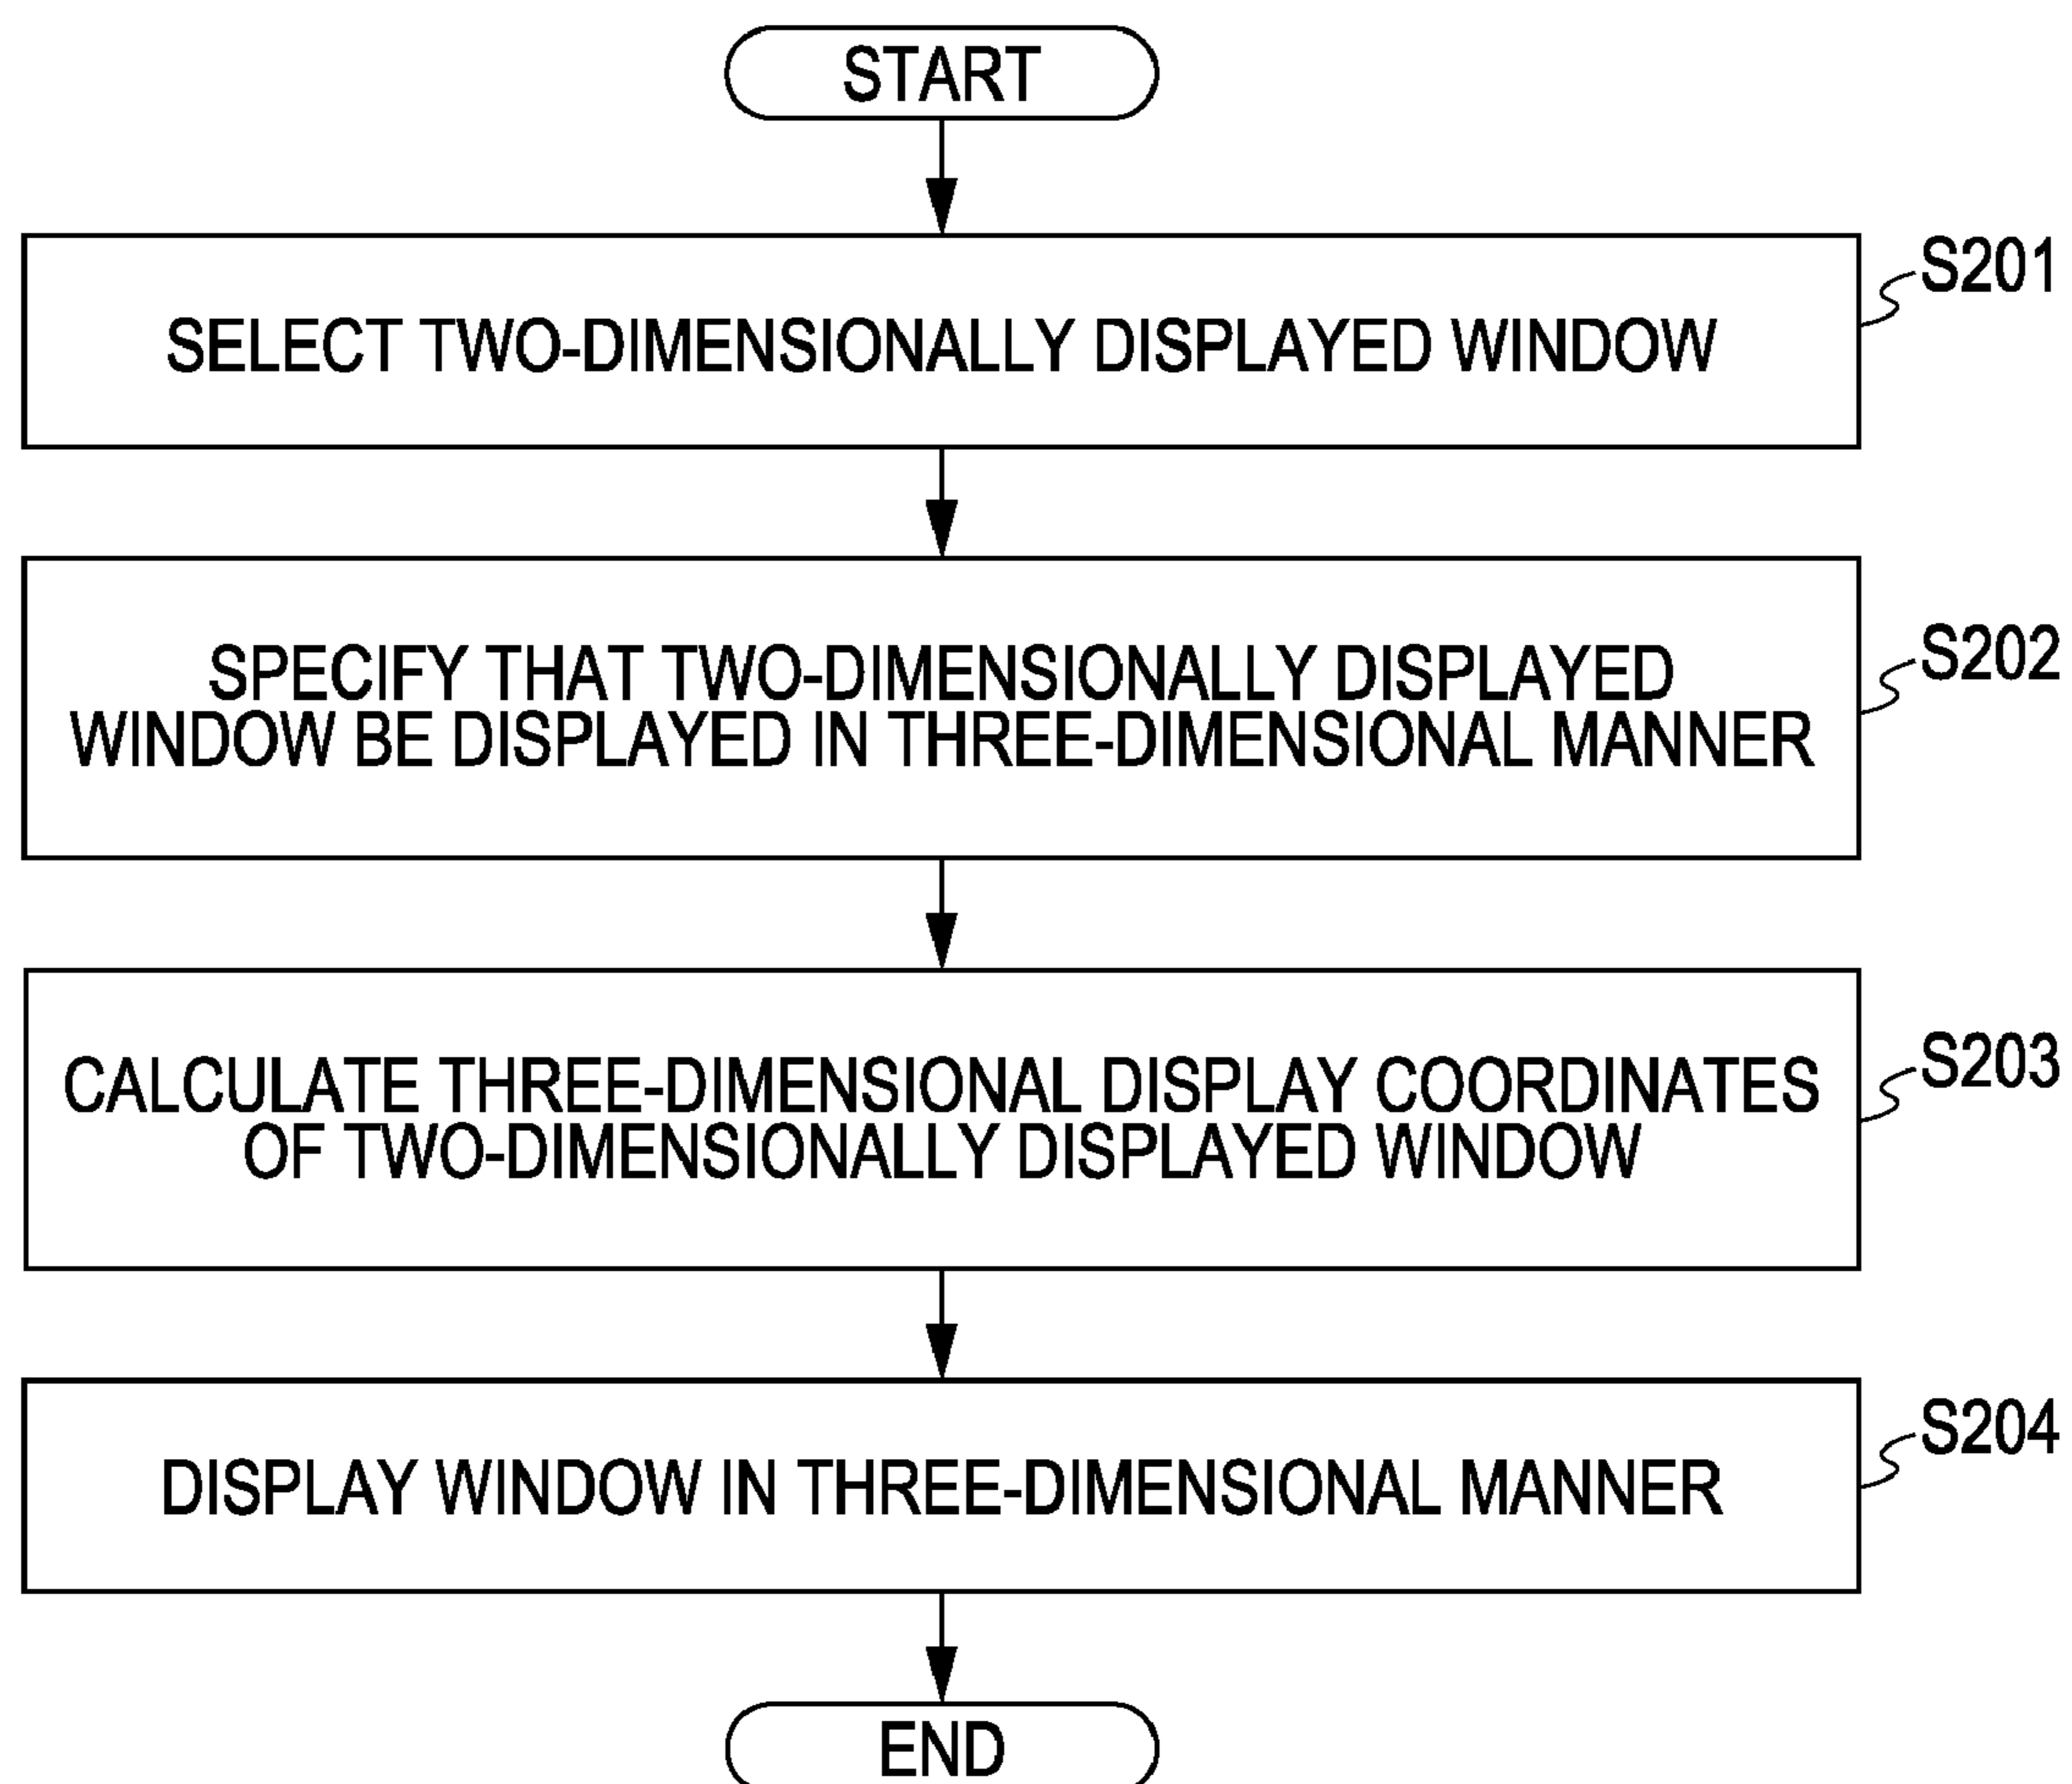 START
S201
SELECT TWO-DIMENSIONALLY DISPLAYED WINDOW
S202
SPECIFY THAT TWO-DIMENSIONALLY DISPLAYED
WINDOW BE DISPLAYED IN THREE-DIMENSIONAL MANNER
S203
CALCULATE THREE-DIMENSIONAL DISPLAY COORDINATES
OF TWO-DIMENSIONALLY DISPLAYED WINDOW
S204
DISPLAY WINDOW IN THREE-DIMENSIONAL MANNER
END